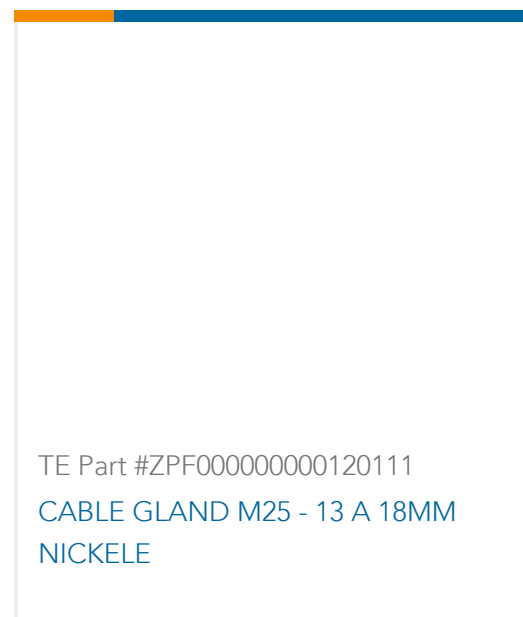 TE Part #ZPF000000000120111
CABLE GLAND M25 - 13 A 18MM
NICKELE